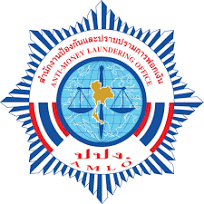 สำนักงานป้องกันและปราบปรามการฟอกเงิน
ANTI-MONEY LAUNDERING OFFICE
ปปง.
AMLO